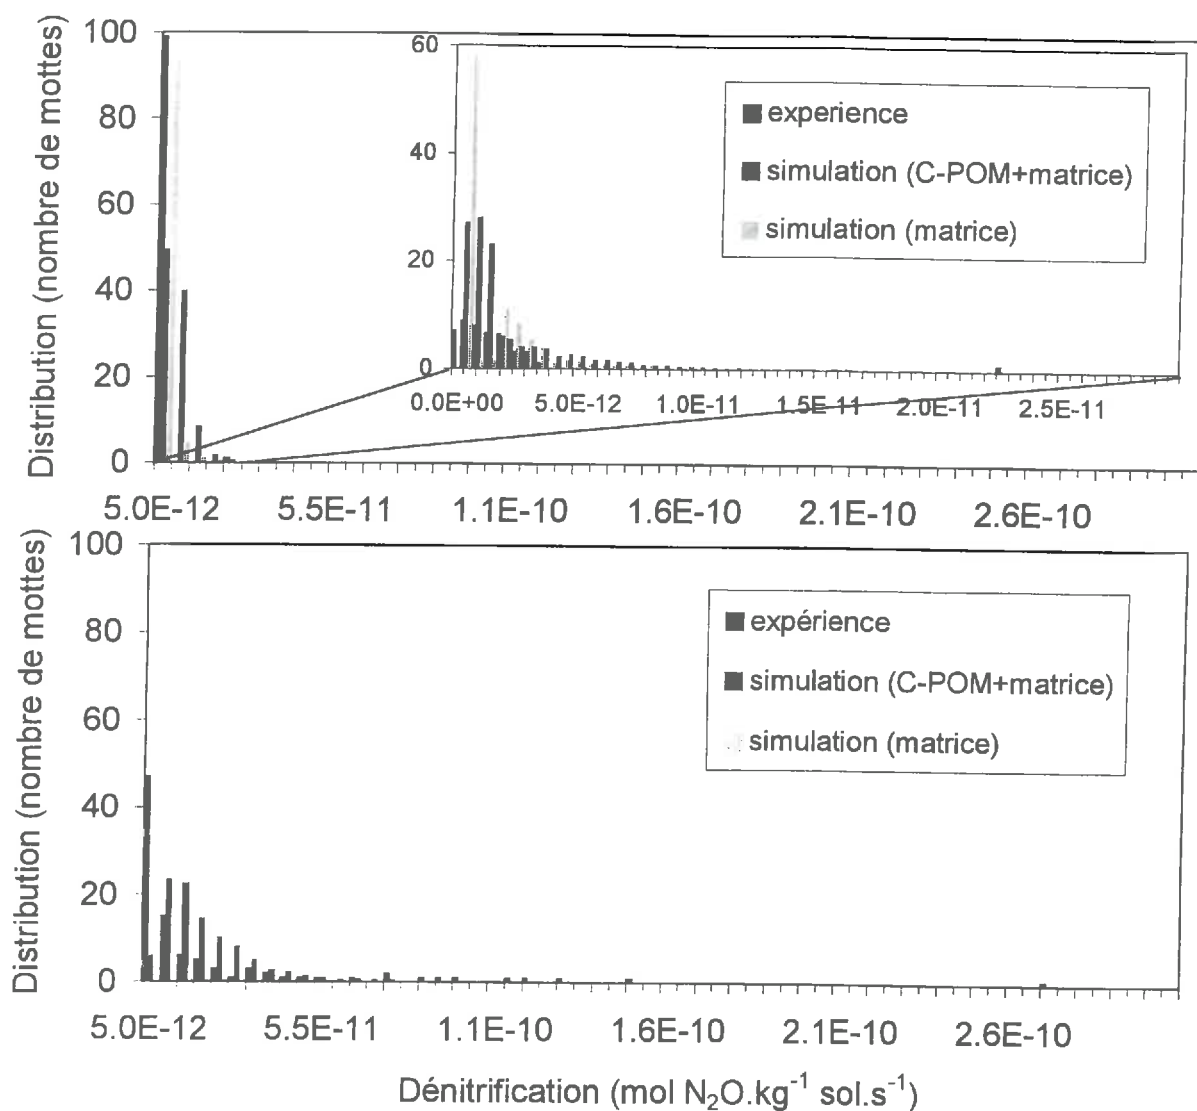 Distribution (nombre de mottes)
100
80
60
40
20
0
60
40
20
0
experience
simulation (C-POM+matrice)
simulation (matrice)
0.0E+00 5.0E-12 1.0E-11 1.5E-11 2.0E-11 2.5E-11
5.0E-12 5.5E-11 1.1E-10 1.6E-10 2.1E-10 2.6E-10
Distribution (nombre de mottes)
100
80
60
40
20
0
expérience
simulation (C-POM+matrice)
simulation (matrice)
5.0E-12 5.5E-11 1.1E-10 1.6E-10 2.1E-10 2.6E-10
Dénitrification (mol N₂O.kg⁻¹ sol.s⁻¹)